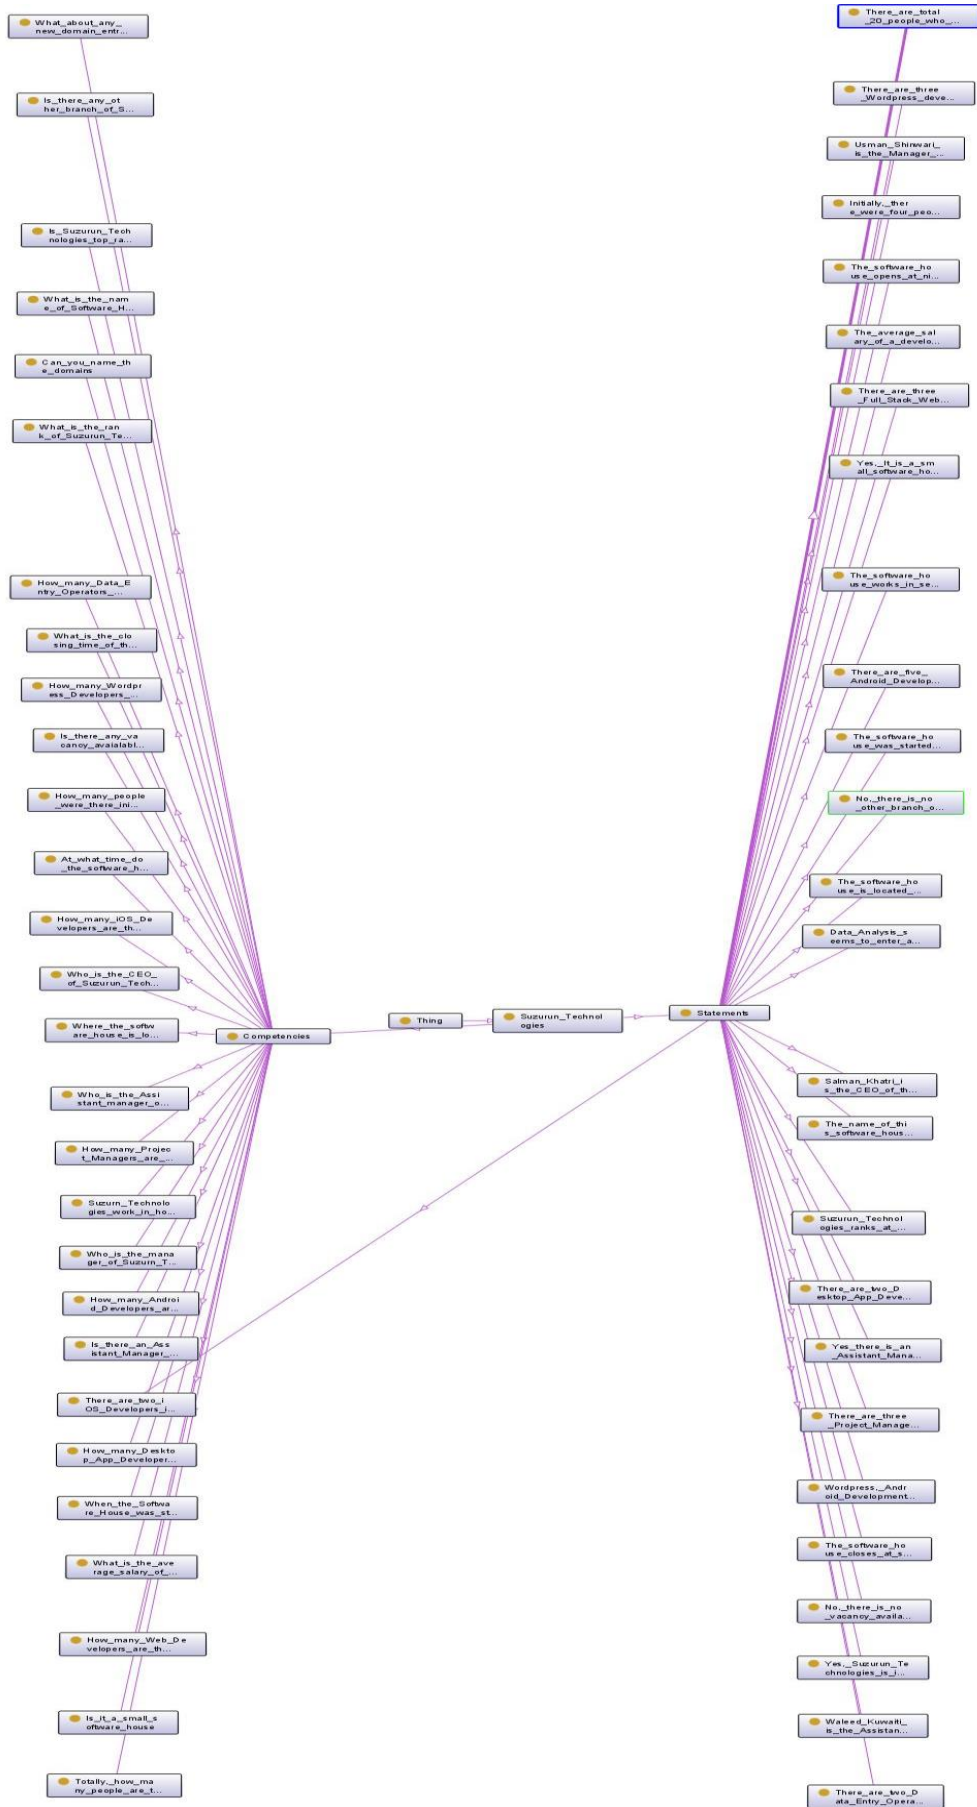 What_about_any_
new_domain_entr...
Is_there_any_ot
her_branch_of_S...
Is_Suzurun_Tech
nologies_top_ra...
What_is_the_nam
e_of_Software_H...
Can_you_name_th
e_domains
What_is_the_ran
k_of_Suzurun_Te...
How_many_Data_E
ntry_Operators_...
What_is_the_clo
sing_time_of_th...
How_many_Wordpr
ess_Developers_...
Is_there_any_va
cancy_avaialabl...
How_many_people
_were_there_ini...
At_what_time_do
_the_software_h...
How_many_iOS_De
velopers_are_th...
Who_is_the_CEO_
of_Suzurun_Tech...
Where_the_softw
are_house_is_lo...
Who_is_the_Assi
stant_manager_o...
How_many_Projec
t_Managers_are_...
Suzurn_Technolo
gies_work_in_ho...
Who_is_the_mana
ger_of_Suzurn_T...
How_many_Androi
d_Developers_ar...
Is_there_an_Ass
istant_Manager_...
There_are_two_i
OS_Developers_i...
How_many_Deskto
p_App_Developer...
When_the_Softwa
re_House_was_st...
What_is_the_ave
rage_salary_of_...
How_many_Web_De
velopers_are_th...
Is_it_a_small_s
oftware_house
Totally,_how_ma
ny_people_are_t...
Competencies
Thing
Suzurun_Technol
ogies
Statements
There_are_total
_20_people_who_...
There_are_three
_Wordpress_deve...
Usman_Shinwari_
is_the_Manager_...
Initially,_ther
e_were_four_peo...
The_software_ho
use_opens_at_ni...
The_average_sal
ary_of_a_develo...
There_are_three
_Full_Stack_Web...
Yes,_It_is_a_sm
all_software_ho...
The_software_ho
use_works_in_se...
There_are_five_
Android_Develop...
The_software_ho
use_was_started...
No,_there_is_no
_other_branch_o...
The_software_ho
use_is_located_...
Data_Analysis_s
eems_to_enter_a...
Salman_Khatri_i
s_the_CEO_of_th...
The_name_of_thi
s_software_hous...
Suzurun_Technol
ogies_ranks_at_...
There_are_two_D
esktop_App_Deve...
Yes_there_is_an
_Assistant_Mana...
There_are_three
_Project_Manage...
Wordpress,_Andr
oid_Development...
The_software_ho
use_closes_at_s...
No,_there_is_no
_vacancy_availa...
Yes,_Suzurun_Te
chnologies_is_i...
Waleed_Kuwaiti_
is_the_Assistan...
There_are_two_D
ata_Entry_Opera...